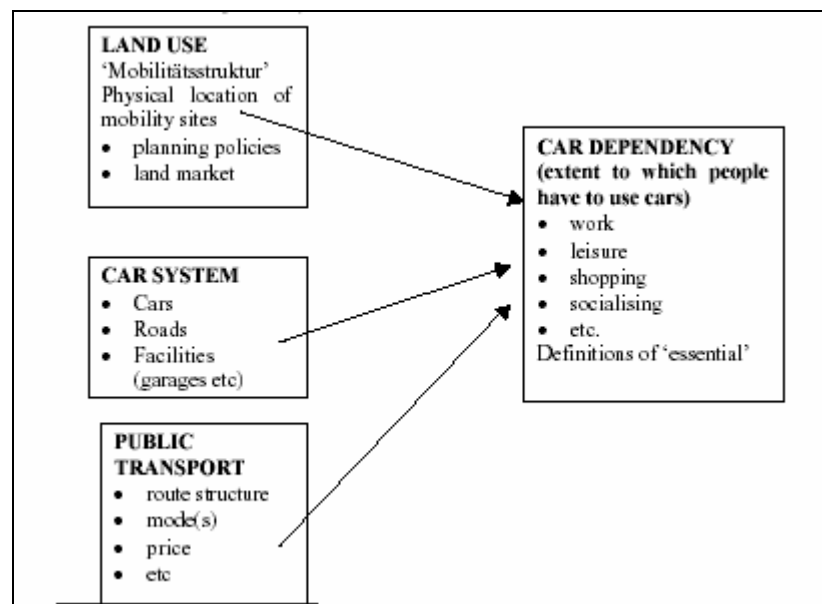 LAND USE
‘Mobilitätsstruktur’
Physical location of
mobility sites
• planning policies
• land market
CAR SYSTEM
• Cars
• Roads
• Facilities
(garages etc)
PUBLIC
TRANSPORT
• route structure
• mode(s)
• price
• etc
CAR DEPENDENCY
(extent to which people
have to use cars)
• work
• leisure
• shopping
• socialising
• etc.
Definitions of ‘essential’